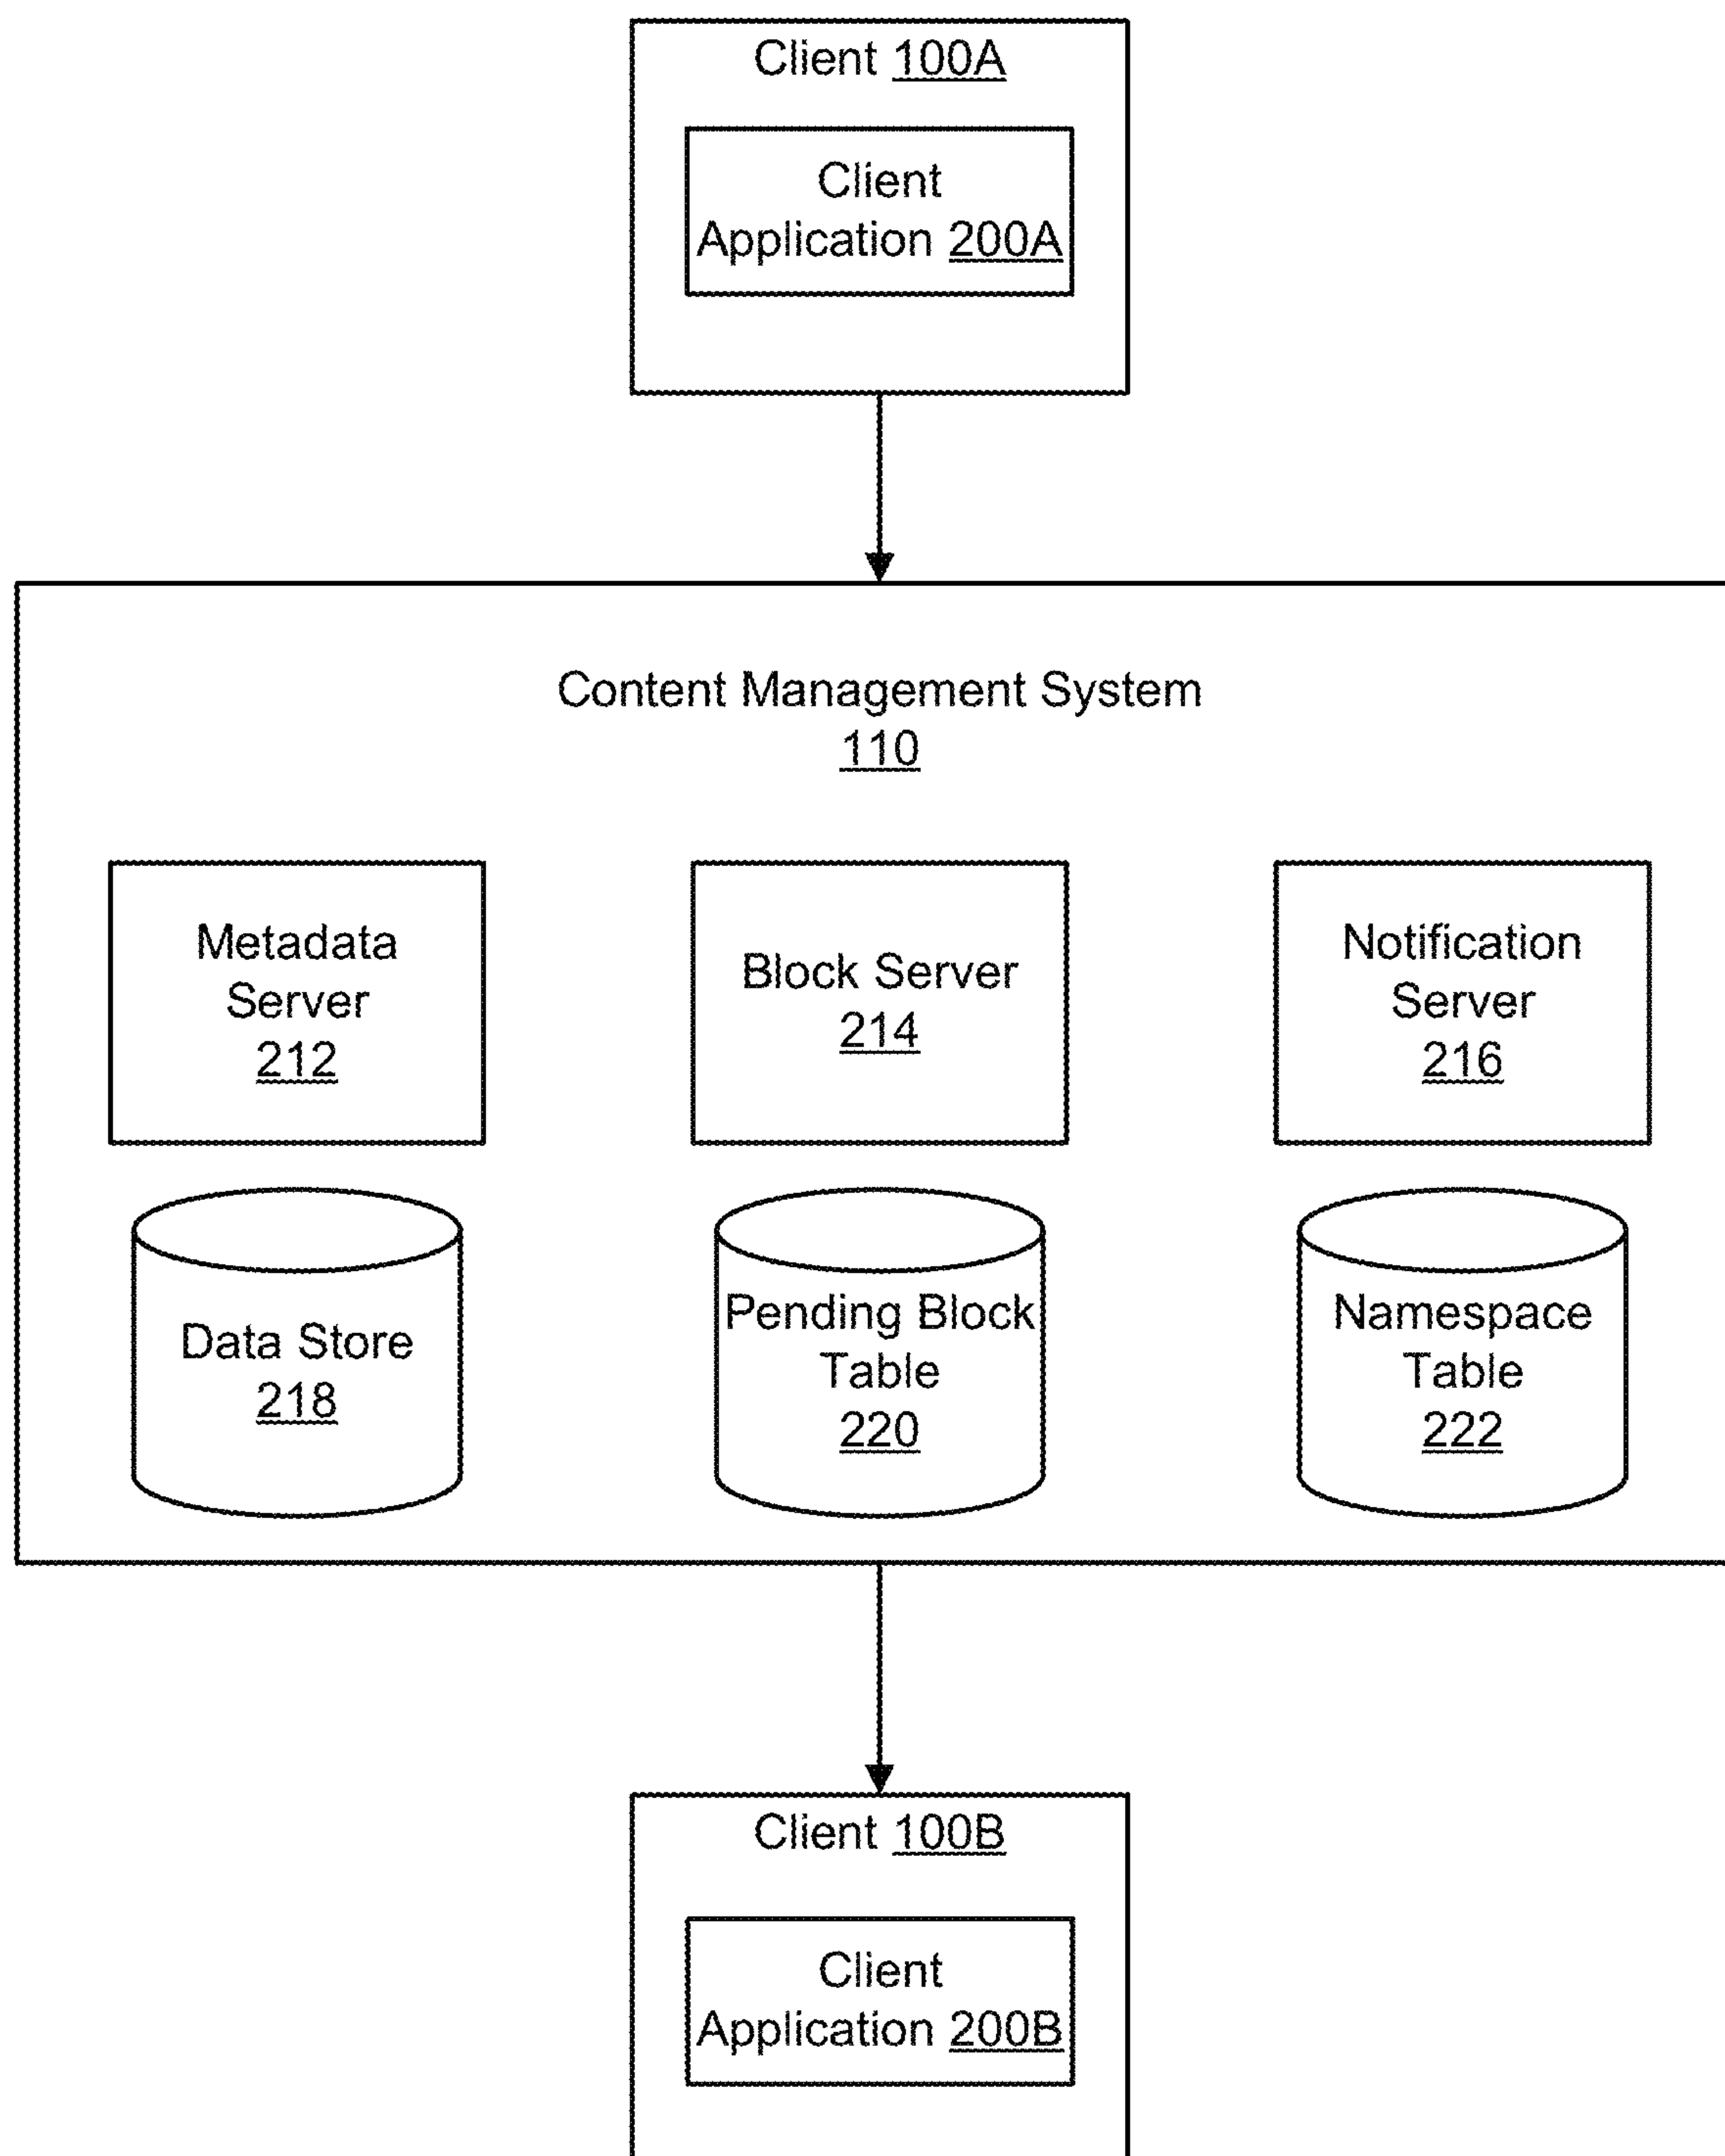 Client 100A
Client
Application 200A
Content Management System
110
Metadata
Server
212
Block Server
214
Notification
Server
216
Data Store
218
Pending Block
Table
220
Namespace
Table
222
Client 100B
Client
Application 200B